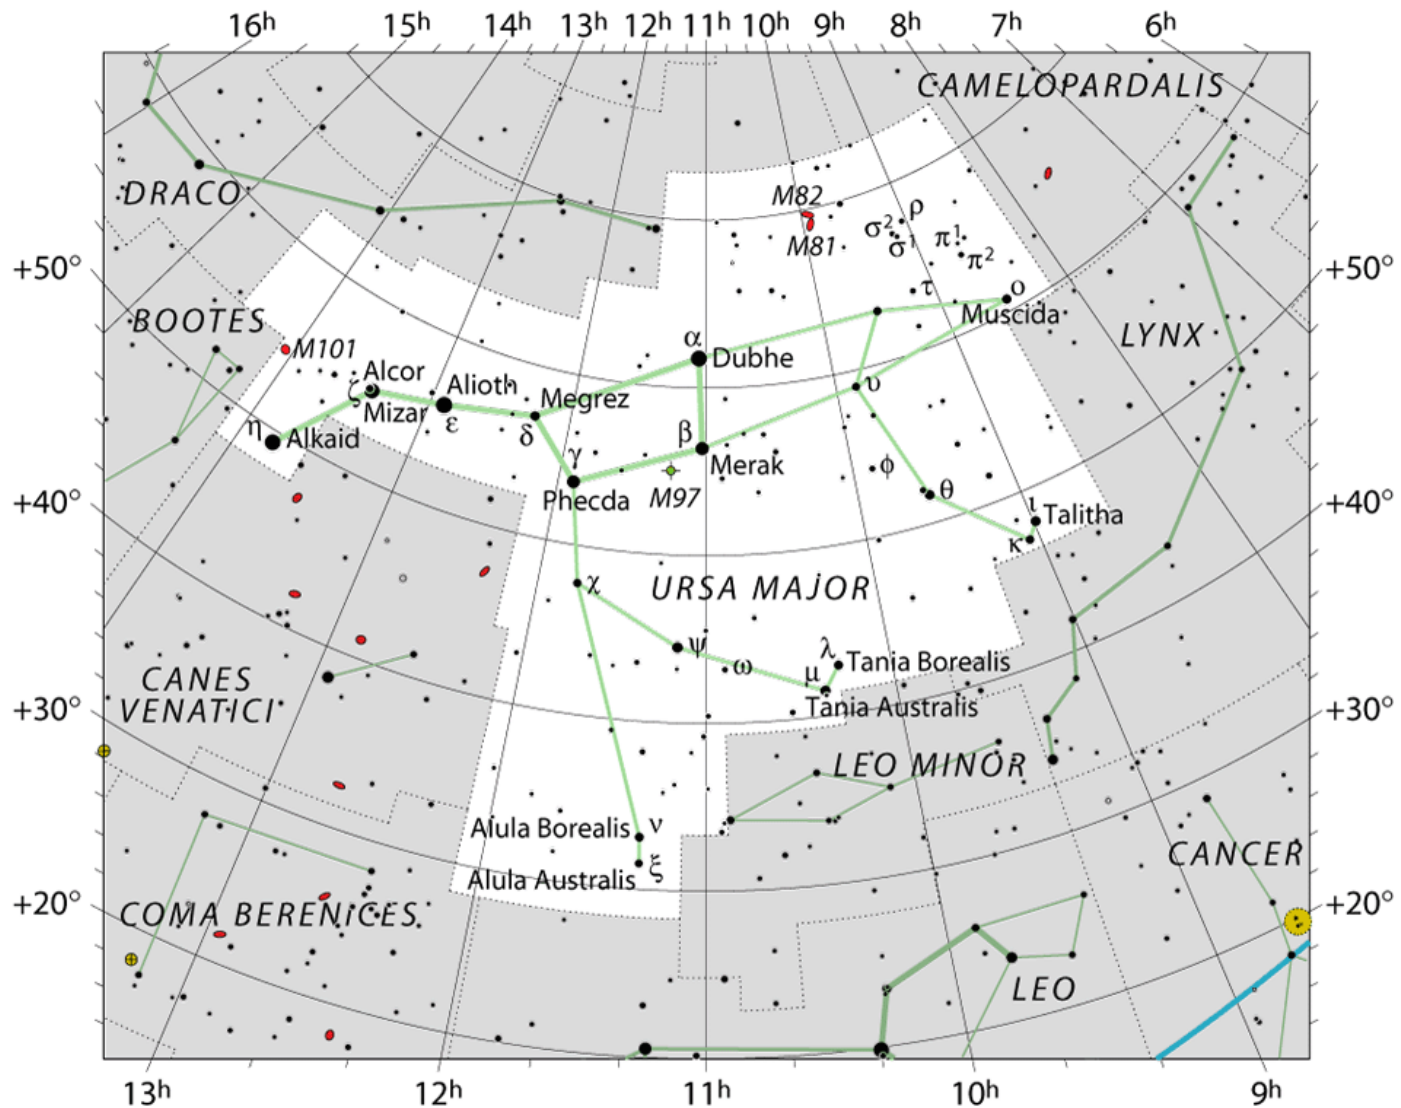 16h 15h 14h 13h 12h 11h 10h 9h 8h 7h 6h
CAMELOPARDALIS
DRACO
M82
ρ
σ² σ¹ π¹
M81
π²
+50° +50°
τ ο
Muscida
BOOTES
LYNX
M101
α
Dubhe
Alcor
ζ
Alioth
υ
Mizar
Megrez
ε
η Alkaid
δ
β
γ
Merak
φ
Phecda
M97
θ
+40° +40°
ι Talitha
κ
χ
URSA MAJOR
ψ
ω
λ
Tania Borealis
μ
CANES
VENATICI
Tania Australis
+30° +30°
LEO MINOR
Alula Borealis ν
ξ
Alula Australis
CANCER
+20° +20°
COMA BERENICES
LEO
13h 12h 11h 10h 9h